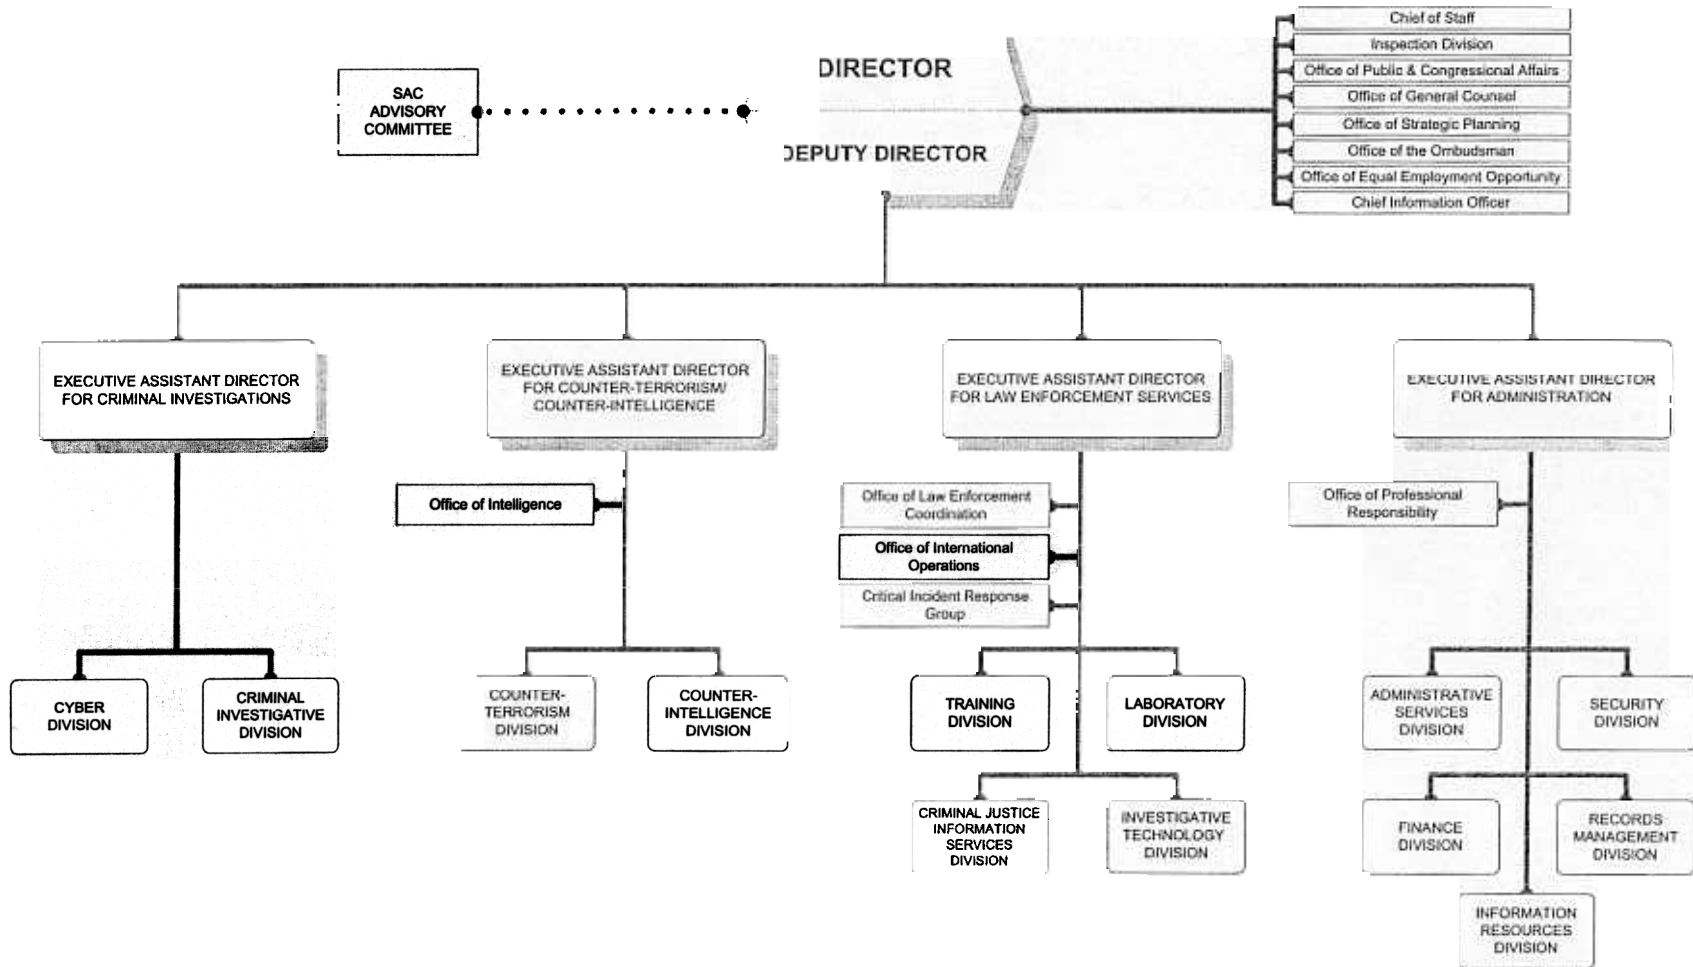 Chief of Staff
Inspection Division
Office of Public & Congressional Affairs
Office of General Counsel
Office of Strategic Planning
Office of the Ombudsman
Office of Equal Employment Opportunity
Chief Information Officer
DIRECTOR
DEPUTY DIRECTOR
SAC
ADVISORY
COMMITTEE
EXECUTIVE ASSISTANT DIRECTOR
FOR CRIMINAL INVESTIGATIONS
EXECUTIVE ASSISTANT DIRECTOR
FOR COUNTER-TERRORISM/
COUNTER-INTELLIGENCE
EXECUTIVE ASSISTANT DIRECTOR
FOR LAW ENFORCEMENT SERVICES
EXECUTIVE ASSISTANT DIRECTOR
FOR ADMINISTRATION
Office of Intelligence
Office of Law Enforcement
Coordination
Office of International
Operations
Critical Incident Response
Group
Office of Professional
Responsibility
CYBER
DIVISION
CRIMINAL
INVESTIGATIVE
DIVISION
COUNTER-
TERRORISM
DIVISION
COUNTER-
INTELLIGENCE
DIVISION
TRAINING
DIVISION
LABORATORY
DIVISION
ADMINISTRATIVE
SERVICES
DIVISION
SECURITY
DIVISION
CRIMINAL JUSTICE
INFORMATION
SERVICES
DIVISION
INVESTIGATIVE
TECHNOLOGY
DIVISION
FINANCE
DIVISION
RECORDS
MANAGEMENT
DIVISION
INFORMATION
RESOURCES
DIVISION